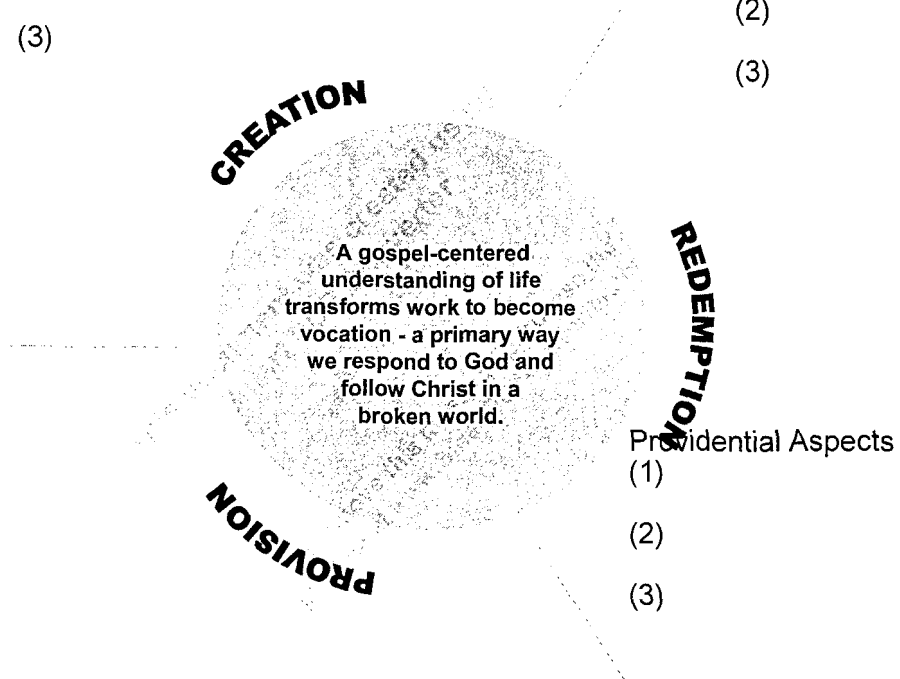 (3)
(2)
(3)
CREATION
REDEMPTION
A gospel-centered
understanding of life
transforms work to become
vocation - a primary way
we respond to God and
follow Christ in a
broken world.
Providential Aspects
(1)
(2)
(3)
PROVISION